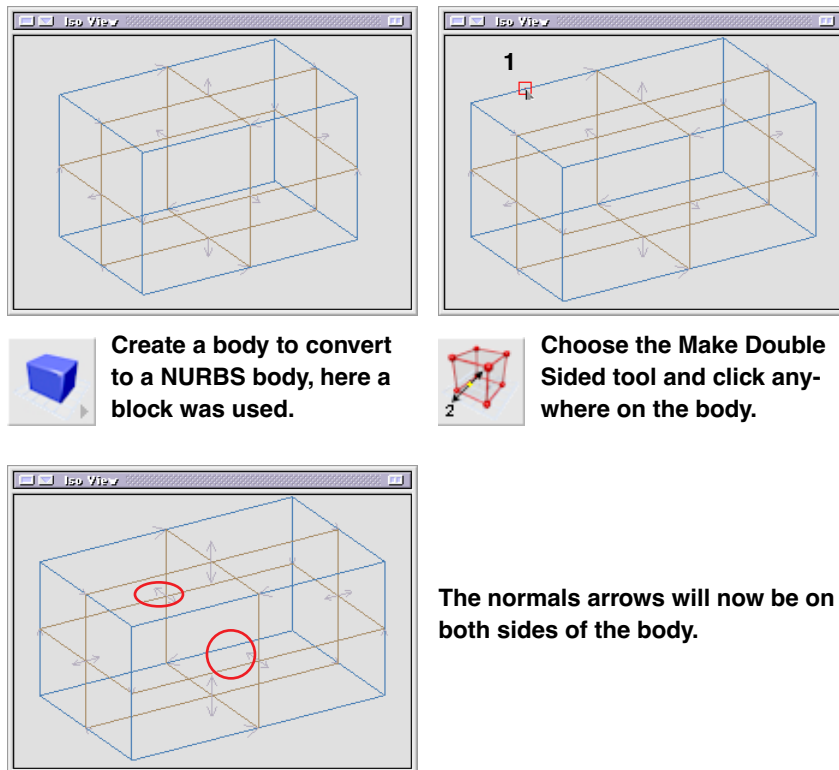 Iso View
Iso View
1
Create a body to convert
to a NURBS body, here a
block was used.
2
Choose the Make Double
Sided tool and click any-
where on the body.
Iso View
The normals arrows will now be on
both sides of the body.